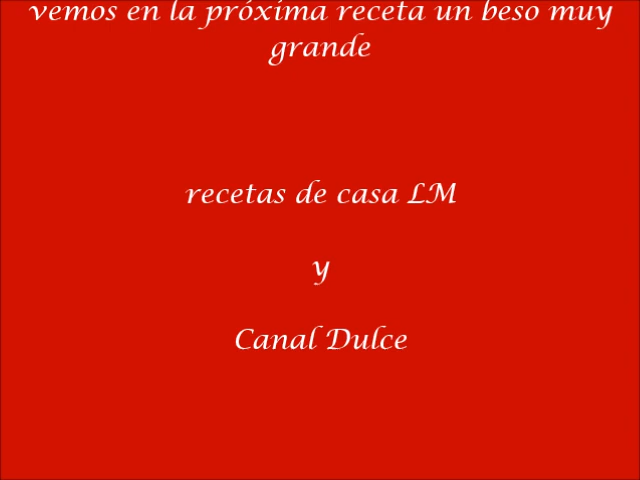 vemos en la próxima receta un beso muy
grande
recetas de casa LM
y
Canal Dulce